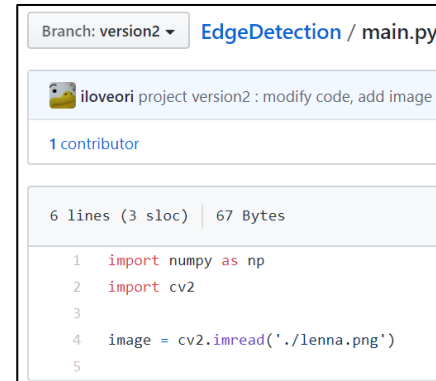 Branch: version2 EdgeDetection / main.py
iloveori project version2 : modify code, add image
1 contributor
6 lines (3 sloc) 67 Bytes
1 import numpy as np
2 import cv2
3
4 image = cv2.imread('./lenna.png')
5